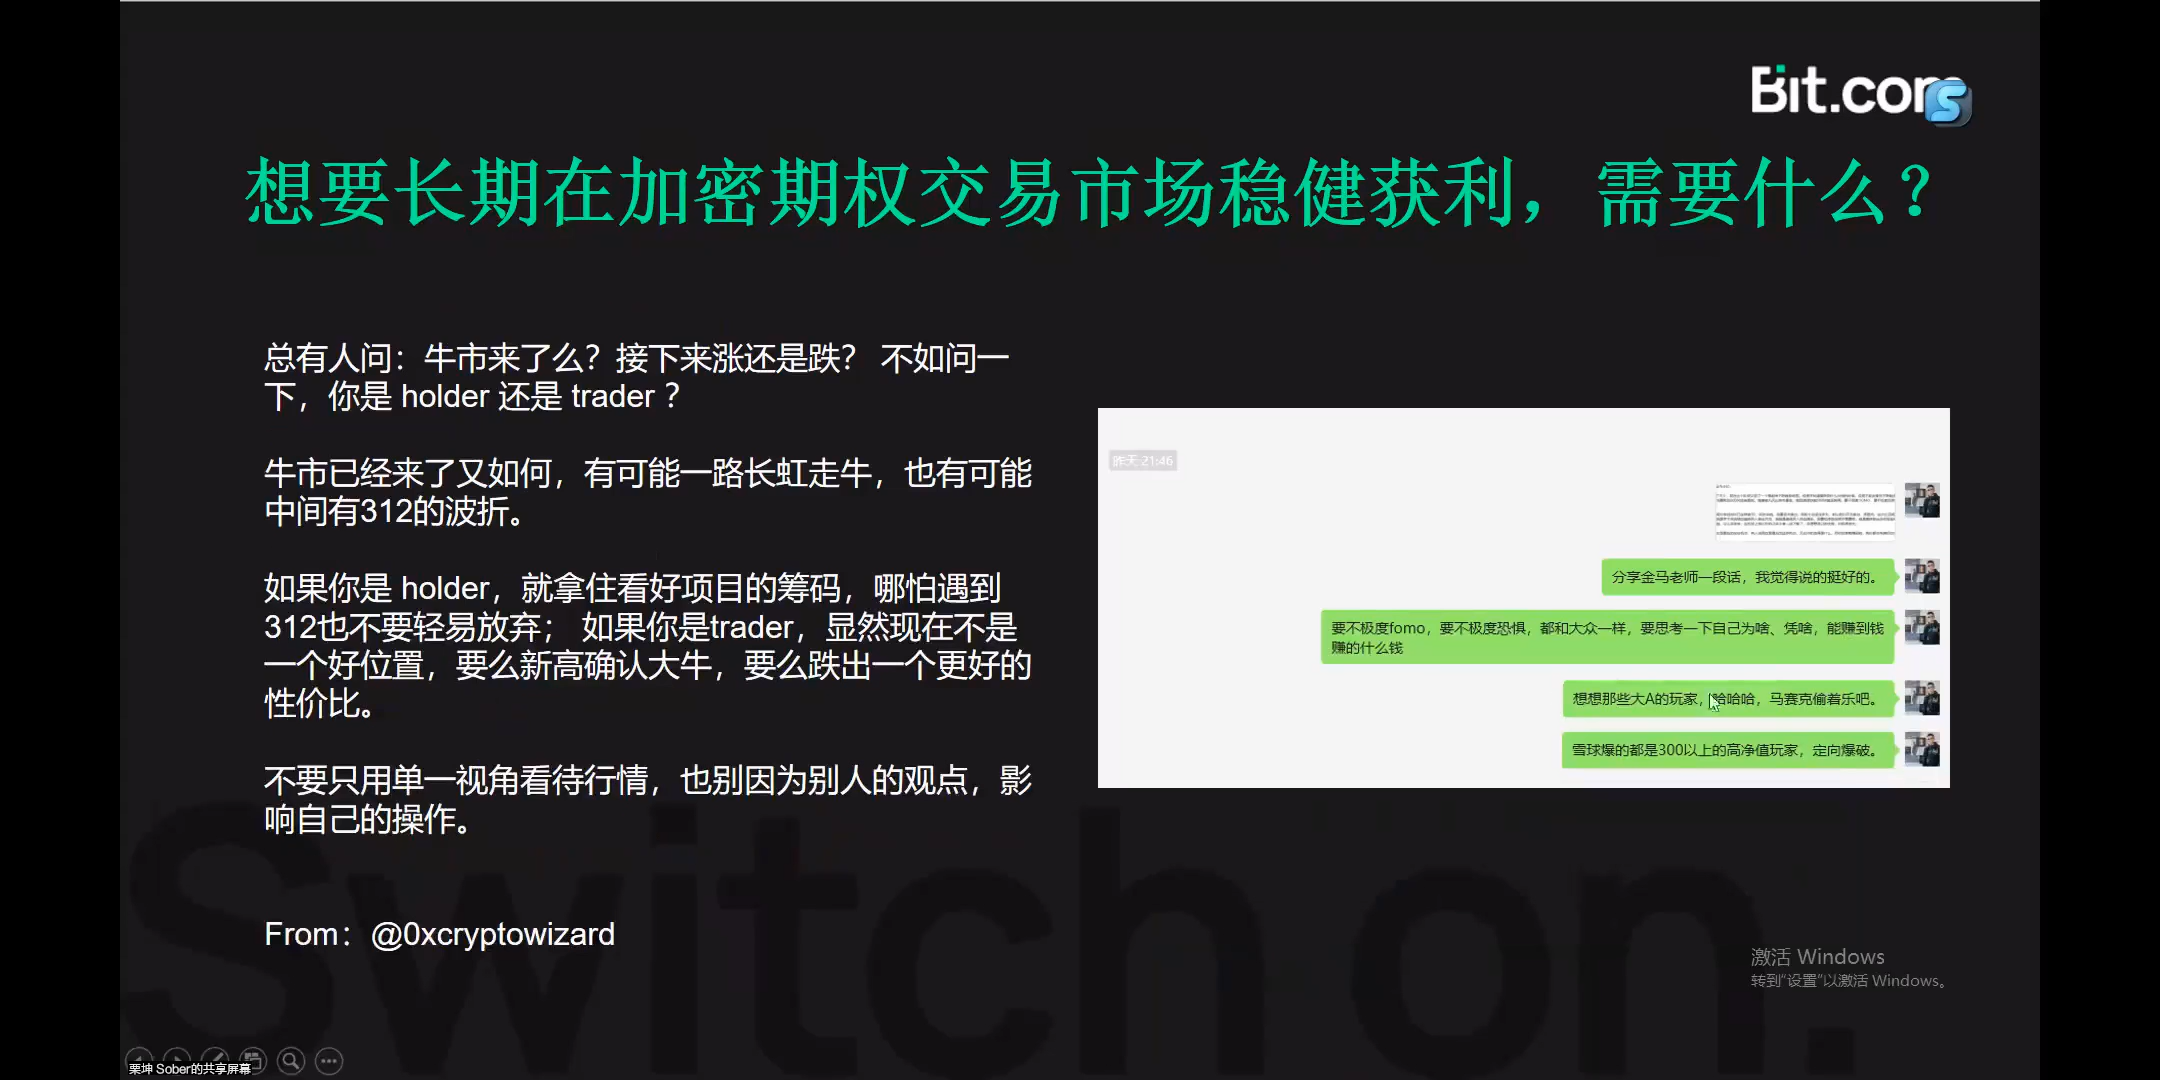 Bit.com
想要长期在加密期权交易市场稳健获利，需要什么？
总有人问：牛市来了么？接下来涨还是跌？ 不如问一
下，你是 holder 还是 trader ？
牛市已经来了又如何，有可能一路长虹走牛，也有可能
中间有312的波折。
如果你是 holder，就拿住看好项目的筹码，哪怕遇到
312也不要轻易放弃； 如果你是trader，显然现在不是
一个好位置，要么新高确认大牛，要么跌出一个更好的
性价比。
不要只用单一视角看待行情，也别因为别人的观点，影
响自己的操作。
From：@0xcryptowizard
昨天 21:46
分享金马老师一段话，我觉得说的挺好的。
要不极度fomo，要不极度恐惧，都和大众一样，要思考一下自己为啥、凭啥，能赚到钱
赚的什么钱
想想那些大A的玩家，哈哈哈，马赛克偷着乐吧。
雪球爆的都是300以上的高净值玩家，定向爆破。
Switch on.
激活 Windows
转到“设置”以激活 Windows。
栗坤 Sober的共享屏幕